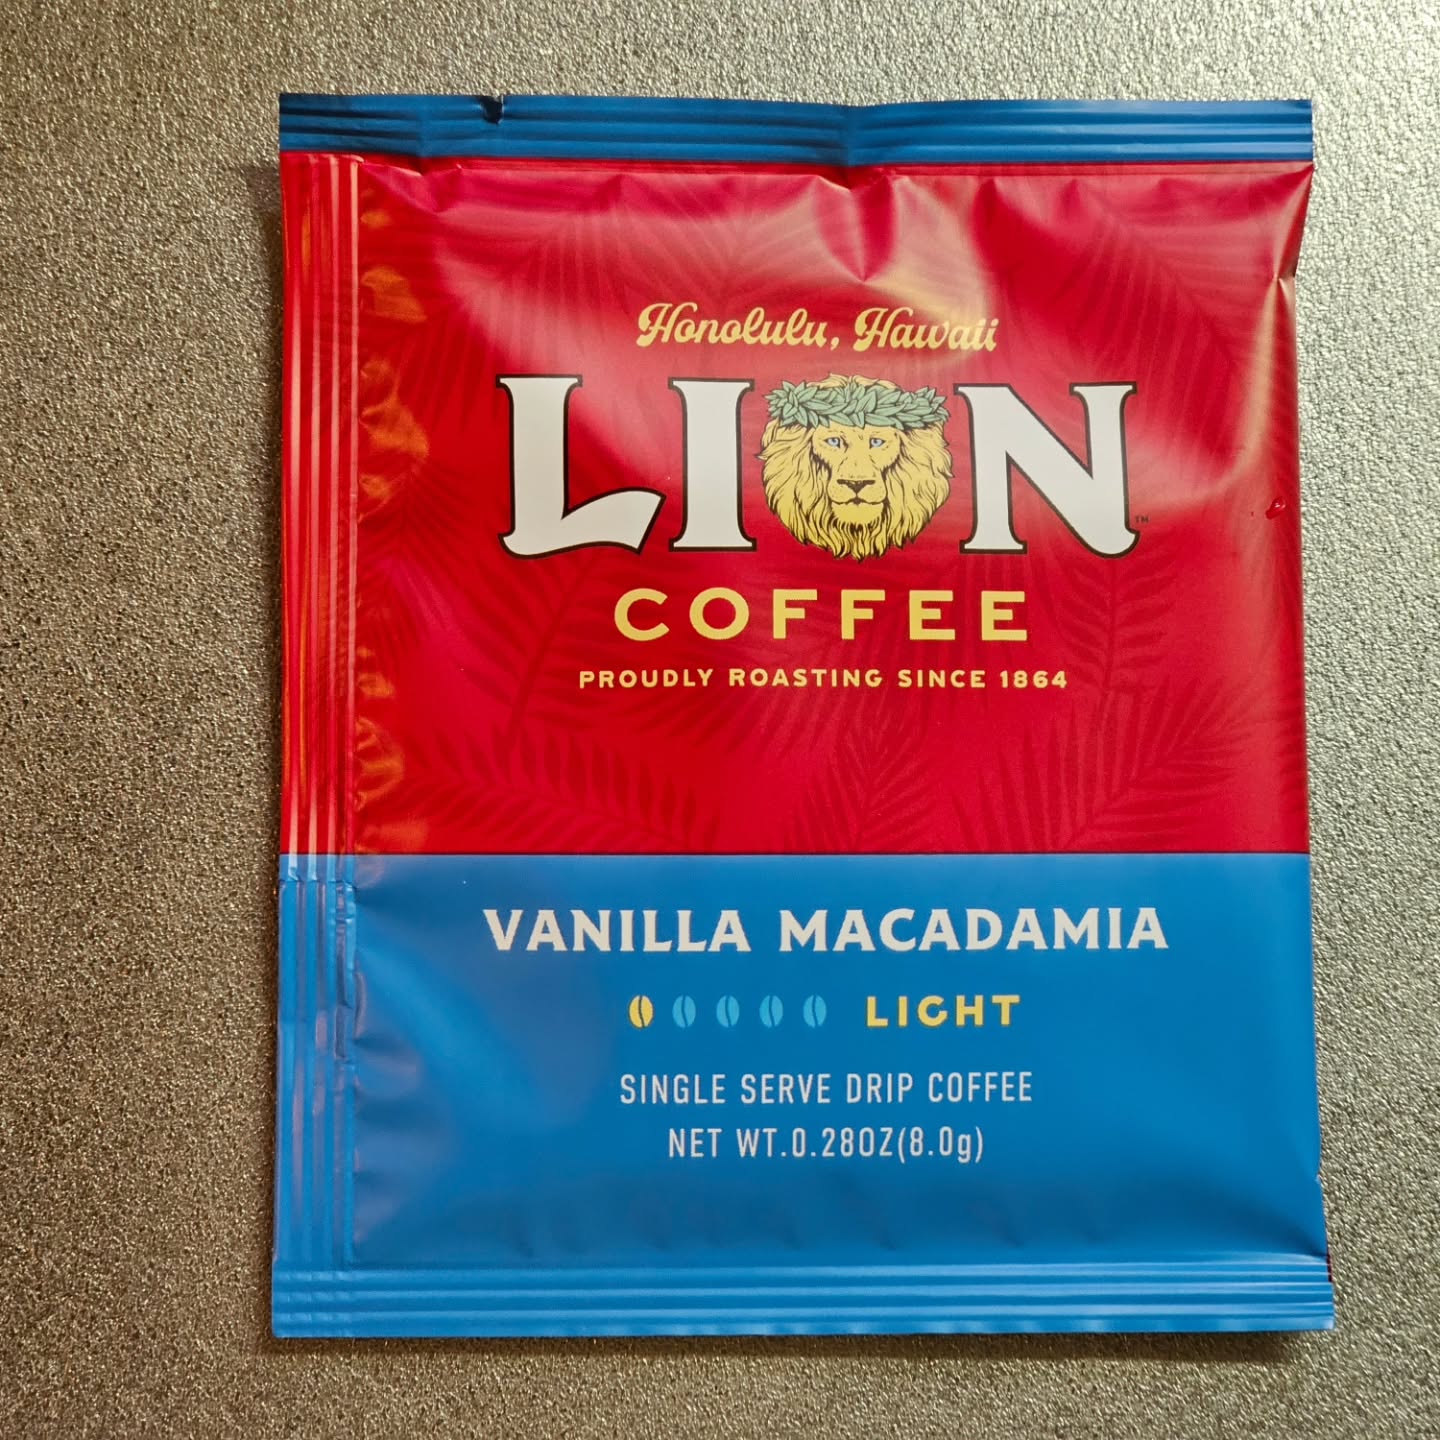 Honolulu, Hawaii
LION
™
COFFEE
PROUDLY ROASTING SINCE 1864
VANILLA MACADAMIA
LIGHT
SINGLE SERVE DRIP COFFEE
NET WT.0.28OZ(8.0g)